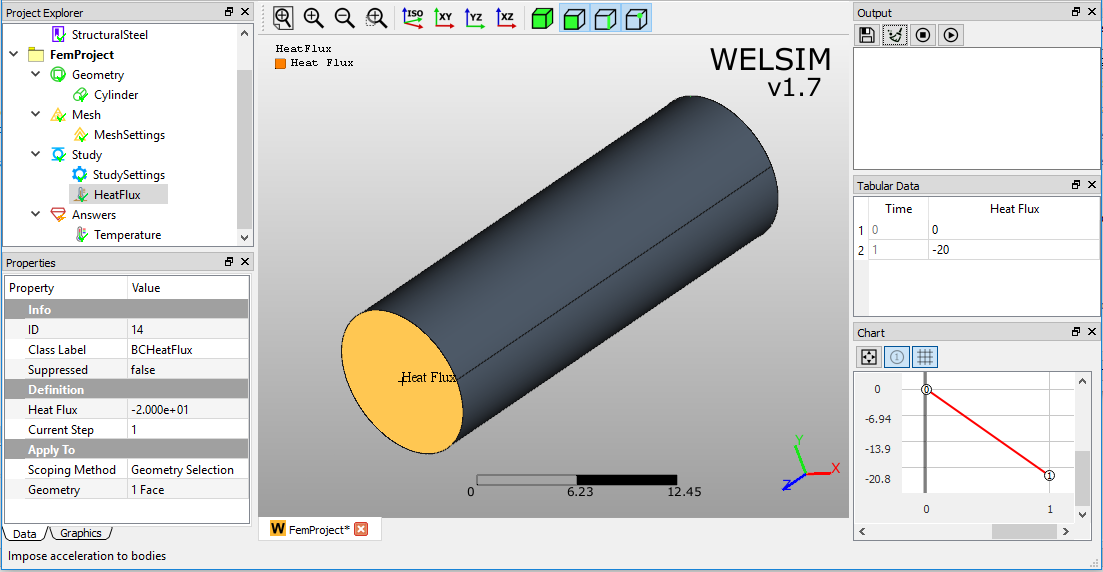 Project Explorer
StructuralSteel
FemProject
Geometry
Cylinder
Mesh
MeshSettings
Study
StudySettings
HeatFlux
Answers
Temperature
Properties
Property Value
Info
ID 14
Class Label BCHeatFlux
Suppressed false
Definition
Heat Flux -2.000e+01
Current Step 1
Apply To
Scoping Method Geometry Selection
Geometry 1 Face
Data Graphics
Impose acceleration to bodies
ISO XY YZ XZ
HeatFlux
Heat Flux
WELSIM
v1.7
Heat Flux
0 6.23 12.45
Y
X
Z
W FemProject*
Output
Tabular Data
Time Heat Flux
1 0 0
2 1 -20
Chart
1
0
-6.94
-13.9
-20.8
0
1
0 1